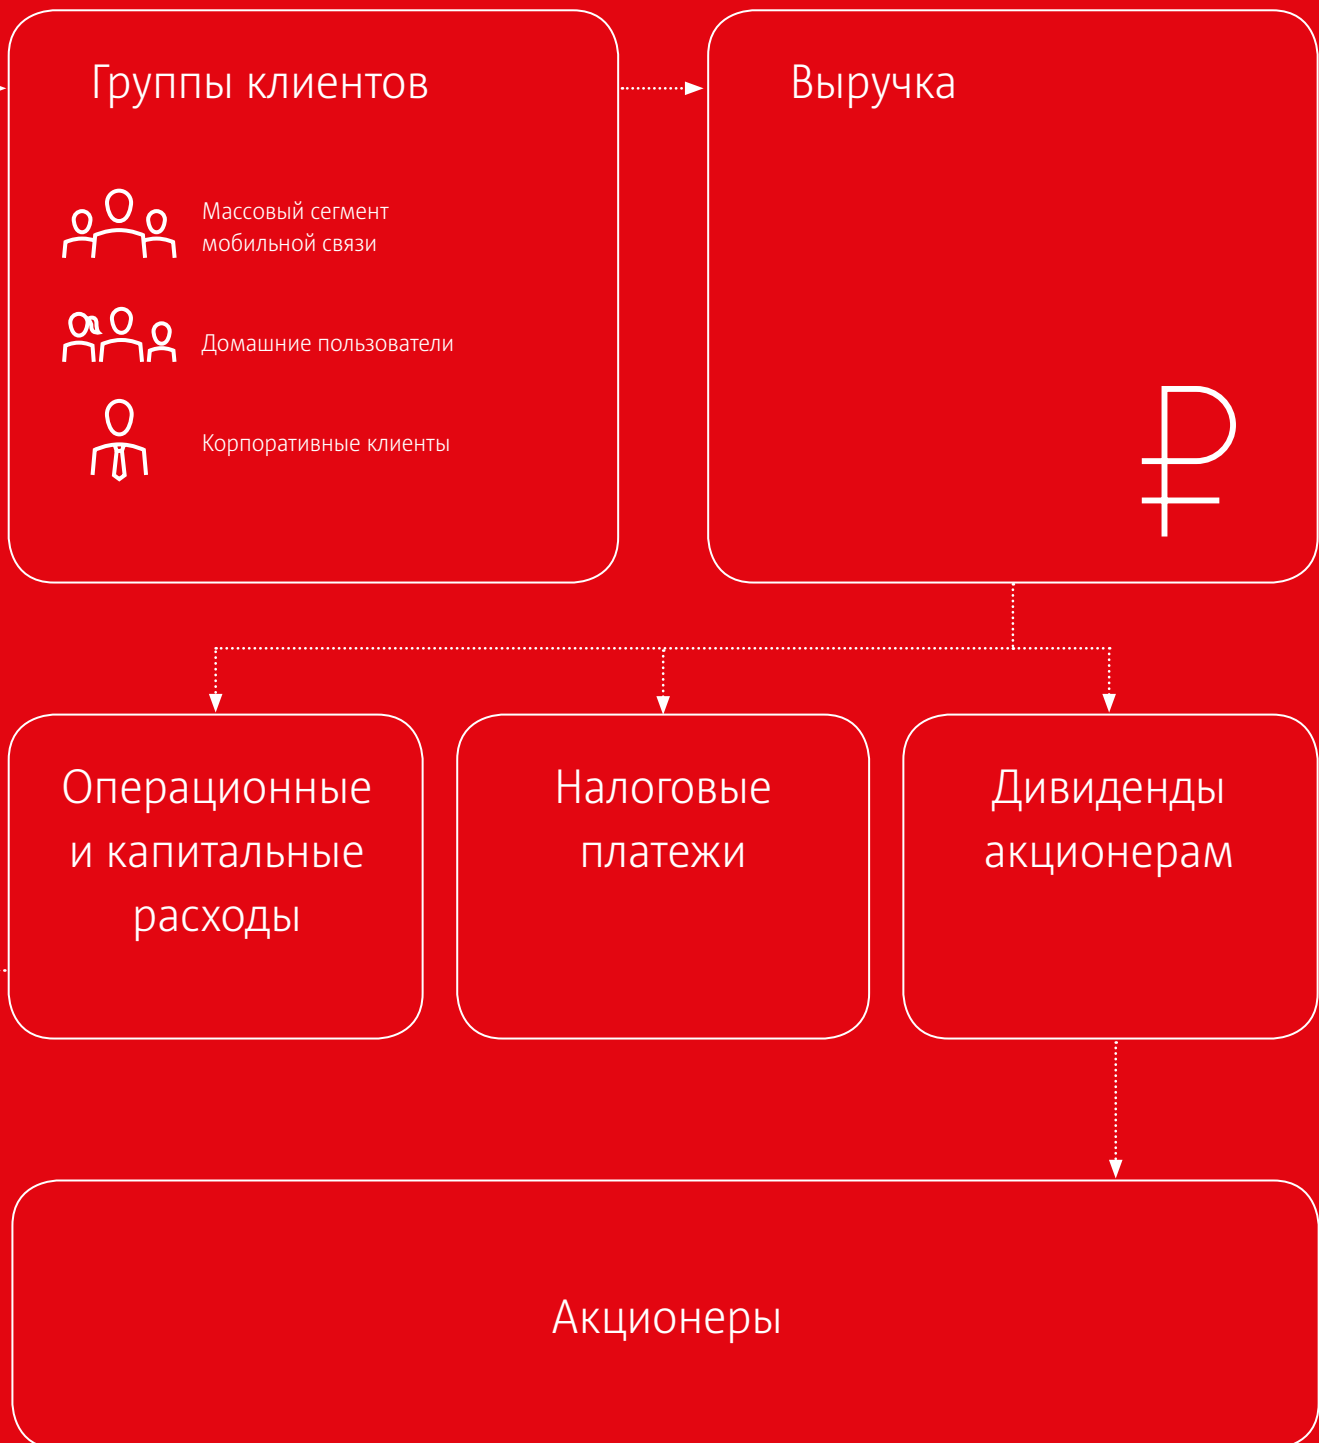 Группы клиентов
Массовый сегмент
мобильной связи
Домашние пользователи
Корпоративные клиенты
Выручка
₽
Операционные
и капитальные
расходы
Налоговые
платежи
Дивиденды
акционерам
Акционеры